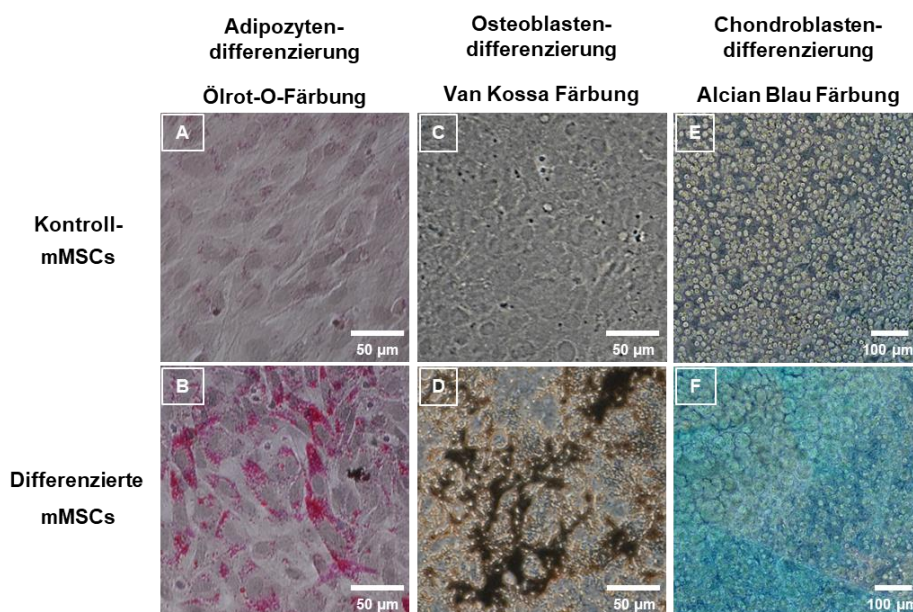 Adipozyten-
differenzierung
Osteoblasten-
differenzierung
Chondroblasten-
differenzierung
Ölrot-O-Färbung
Van Kossa Färbung
Alcian Blau Färbung
Kontroll-
mMSCs
A
C
E
50 µm
50 µm
100 µm
Differenzierte
mMSCs
B
D
F
50 µm
50 µm
100 µm